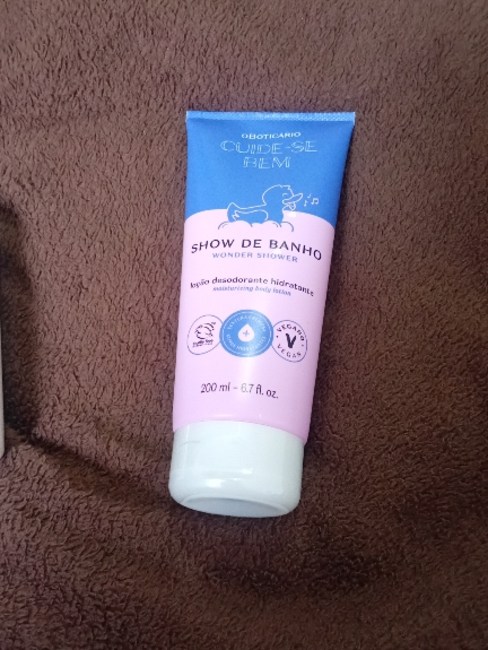 OBOTICÁRIO
CUIDE-SE
BEM
SHOW DE BANHO
WONDER SHOWER
loção desodorante hidratante
moisturizing body lotion
VEGANO
V
VEGAN
200 ml – 6.7 fl. oz.